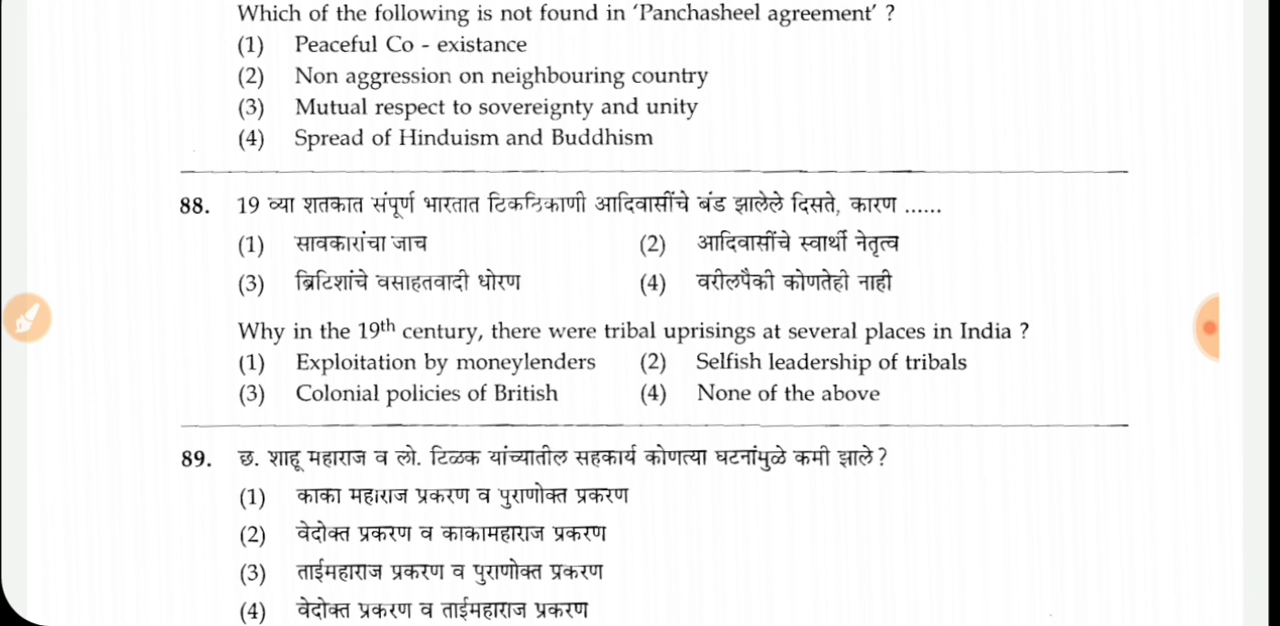 Which of the following is not found in ‘Panchasheel agreement’ ?
(1) Peaceful Co - existance
(2) Non aggression on neighbouring country
(3) Mutual respect to sovereignty and unity
(4) Spread of Hinduism and Buddhism
88. 19 व्या शतकात संपूर्ण भारतात टिकठिकाणी आदिवासींचे बंड झालेले दिसते, कारण ......
(1) सावकारांचा जाच (2) आदिवासींचे स्वार्थी नेतृत्व
(3) ब्रिटिशांचे वसाहतवादी धोरण (4) वरीलपैकी कोणतेही नाही
Why in the 19th century, there were tribal uprisings at several places in India ?
(1) Exploitation by moneylenders (2) Selfish leadership of tribals
(3) Colonial policies of British (4) None of the above
89. छ. शाहू महाराज व लो. टिळक यांच्यातील सहकार्य कोणत्या घटनांमुळे कमी झाले ?
(1) काका महाराज प्रकरण व पुराणोक्त प्रकरण
(2) वेदोक्त प्रकरण व काकामहाराज प्रकरण
(3) ताईमहाराज प्रकरण व पुराणोक्त प्रकरण
(4) वेदोक्त प्रकरण व ताईमहाराज प्रकरण